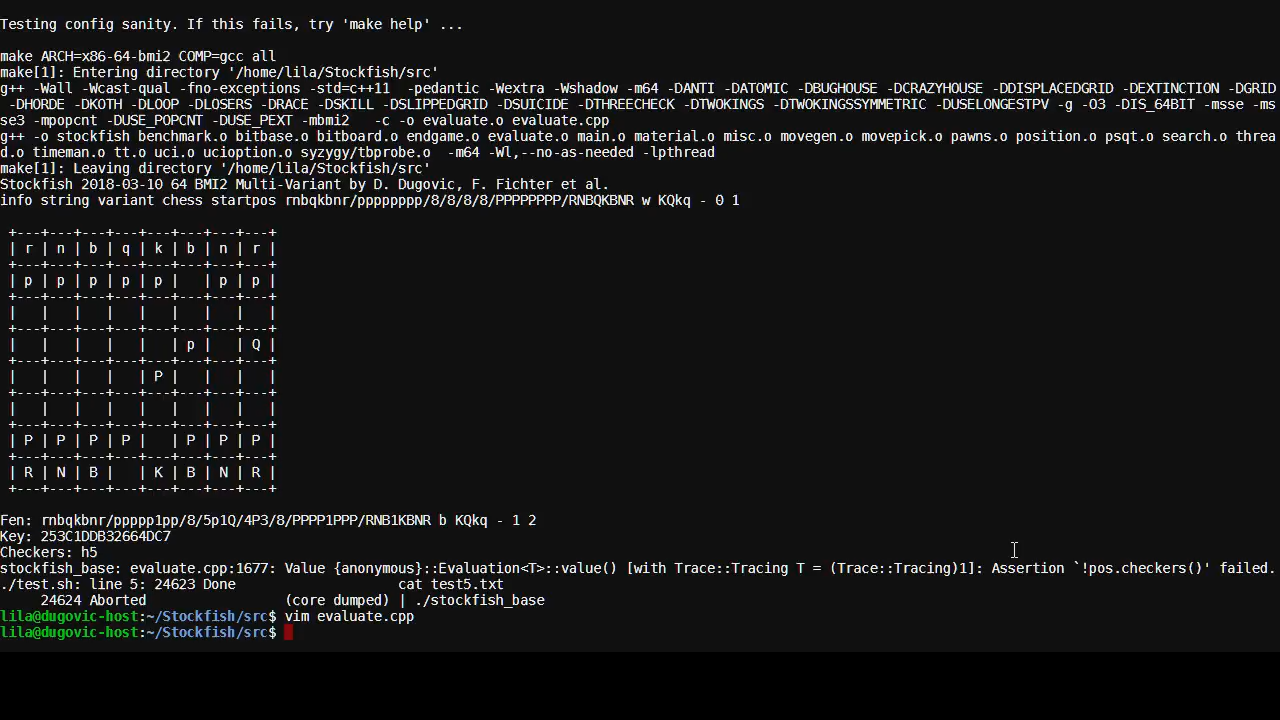 Testing config sanity. If this fails, try 'make help' ...
make ARCH=x86-64-bmi2 COMP=gcc all
make[1]: Entering directory '/home/lila/Stockfish/src'
g++ -Wall -Wcast-qual -fno-exceptions -std=c++11  -pedantic -Wextra -Wshadow -m64 -DANTI -DATOMIC -DBUGHOUSE -DCRAZYHOUSE -DDISPLACEDGRID -DEXTINCTION -DGRID
 -DHORDE -DKOTH -DLOOP -DLOSERS -DRACE -DSKILL -DSLIPPEDGRID -DSUICIDE -DTHREECHECK -DTWOKINGS -DTWOKINGSSYMMETRIC -DUSELONGESTPV -g -O3 -DIS_64BIT -msse -ms
se3 -mpopcnt -DUSE_POPCNT -DUSE_PEXT -mbmi2   -c -o evaluate.o evaluate.cpp
g++ -o stockfish benchmark.o bitbase.o bitboard.o endgame.o evaluate.o main.o material.o misc.o movegen.o movepick.o pawns.o position.o psqt.o search.o threa
d.o timeman.o tt.o uci.o ucioption.o syzygy/tbprobe.o  -m64 -Wl,--no-as-needed -lpthread
make[1]: Leaving directory '/home/lila/Stockfish/src'
Stockfish 2018-03-10 64 BMI2 Multi-Variant by D. Dugovic, F. Fichter et al.
info string variant chess startpos rnbqkbnr/pppppppp/8/8/8/8/PPPPPPPP/RNBQKBNR w KQkq - 0 1
 +---+---+---+---+---+---+---+---+
 | r | n | b | q | k | b | n | r |
 +---+---+---+---+---+---+---+---+
 | p | p | p | p | p |   | p | p |
 +---+---+---+---+---+---+---+---+
 |   |   |   |   |   |   |   |   |
 +---+---+---+---+---+---+---+---+
 |   |   |   |   |   | p |   | Q |
 +---+---+---+---+---+---+---+---+
 |   |   |   |   | P |   |   |   |
 +---+---+---+---+---+---+---+---+
 |   |   |   |   |   |   |   |   |
 +---+---+---+---+---+---+---+---+
 | P | P | P | P |   | P | P | P |
 +---+---+---+---+---+---+---+---+
 | R | N | B |   | K | B | N | R |
 +---+---+---+---+---+---+---+---+
Fen: rnbqkbnr/ppppp1pp/8/5p1Q/4P3/8/PPPP1PPP/RNB1KBNR b KQkq - 1 2
Key: 253C1DDB32664DC7
Checkers: h5
stockfish_base: evaluate.cpp:1677: Value {anonymous}::Evaluation<T>::value() [with Trace::Tracing T = (Trace::Tracing)1]: Assertion `!pos.checkers()' failed.
./test.sh: line 5: 24623 Done                    cat test5.txt
     24624 Aborted                 (core dumped) | ./stockfish_base
lila@dugovic-host:~/Stockfish/src$ vim evaluate.cpp
lila@dugovic-host:~/Stockfish/src$